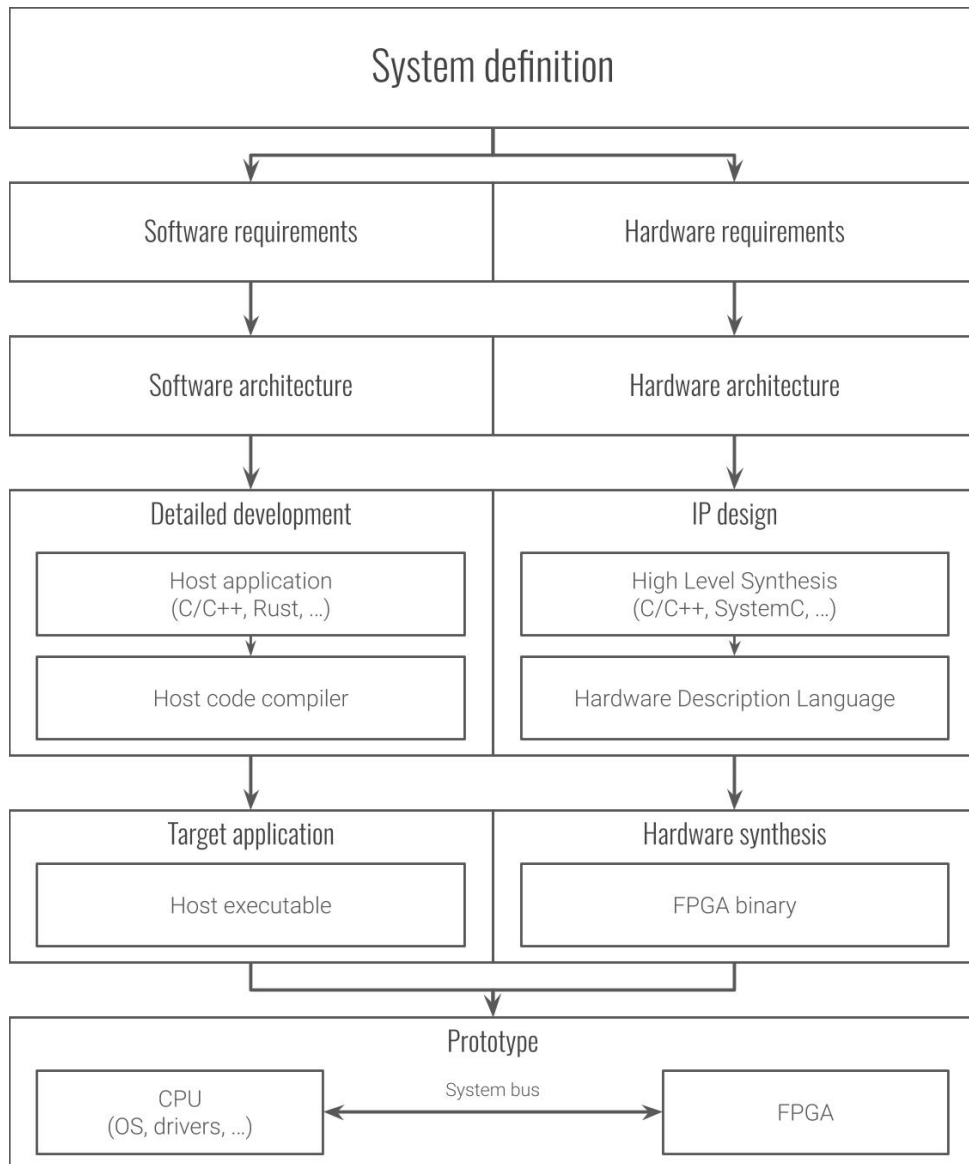 System definition
Software requirements
Hardware requirements
Software architecture
Hardware architecture
Detailed development
Host application
(C/C++, Rust, ...)
Host code compiler
IP design
High Level Synthesis
(C/C++, SystemC, ...)
Hardware Description Language
Target application
Host executable
Hardware synthesis
FPGA binary
Prototype
CPU
(OS, drivers, ...)
System bus
FPGA